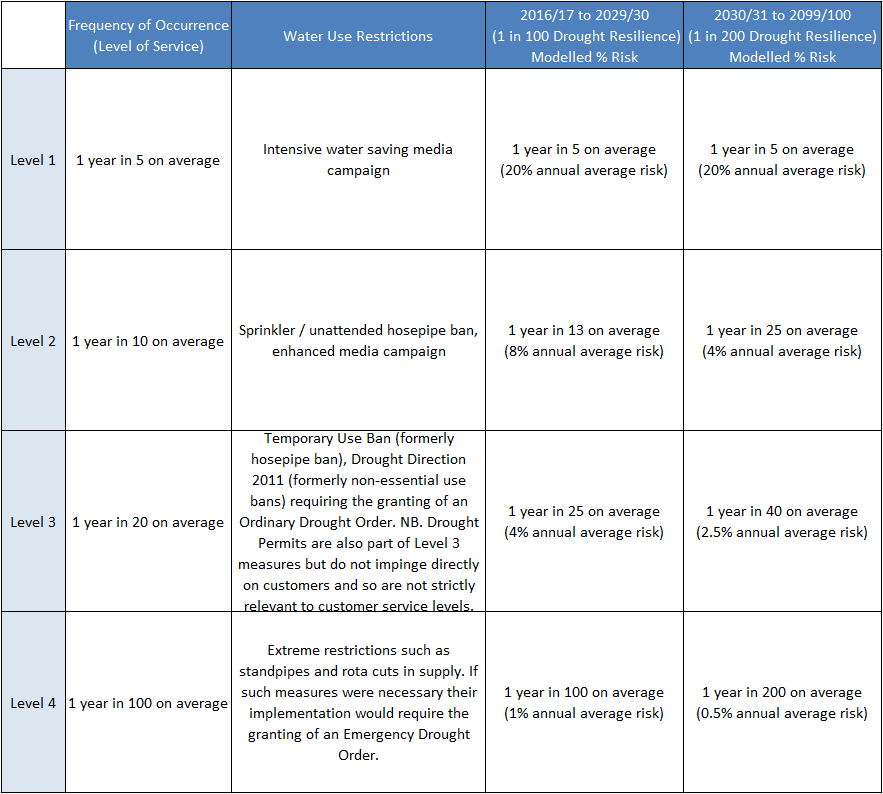 Frequency of Occurrence
(Level of Service)
Water Use Restrictions
2016/17 to 2029/30
(1 in 100 Drought Resilience)
Modelled % Risk
2030/31 to 2099/100
(1 in 200 Drought Resilience)
Modelled % Risk
Level 1
1 year in 5 on average
Intensive water saving media
campaign
1 year in 5 on average
(20% annual average risk)
1 year in 5 on average
(20% annual average risk)
Level 2
1 year in 10 on average
Sprinkler / unattended hosepipe ban,
enhanced media campaign
1 year in 13 on average
(8% annual average risk)
1 year in 25 on average
(4% annual average risk)
Level 3
1 year in 20 on average
Temporary Use Ban (formerly
hosepipe ban), Drought Direction
2011 (formerly non-essential use
bans) requiring the granting of an
Ordinary Drought Order. NB. Drought
Permits are also part of Level 3
measures but do not impinge directly
on customers and so are not strictly
relevant to customer service levels.
1 year in 25 on average
(4% annual average risk)
1 year in 40 on average
(2.5% annual average risk)
Level 4
1 year in 100 on average
Extreme restrictions such as
standpipes and rota cuts in supply. If
such measures were necessary their
implementation would require the
granting of an Emergency Drought
Order.
1 year in 100 on average
(1% annual average risk)
1 year in 200 on average
(0.5% annual average risk)